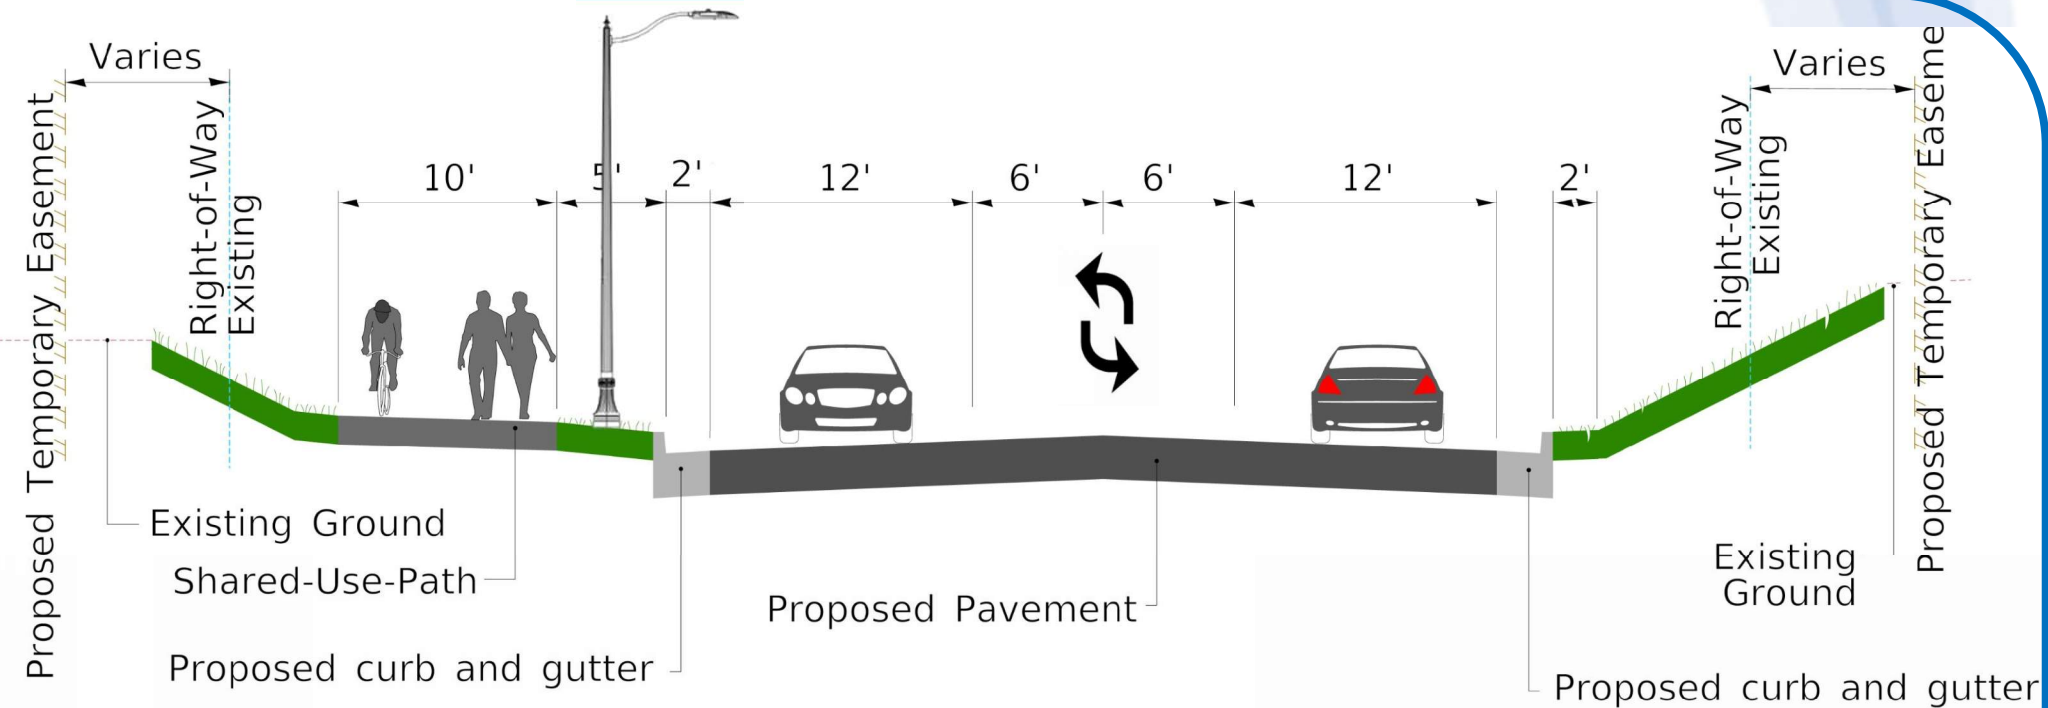 Varies
Varies
Proposed Temporary Easement
Right-of-Way
Existing
10'
5'
2'
12'
6'
6'
12'
2'
Right-of-Way
Existing
Proposed Temporary Easeme
Existing Ground
Shared-Use-Path
Proposed Pavement
Existing
Ground
Proposed curb and gutter
Proposed curb and gutter